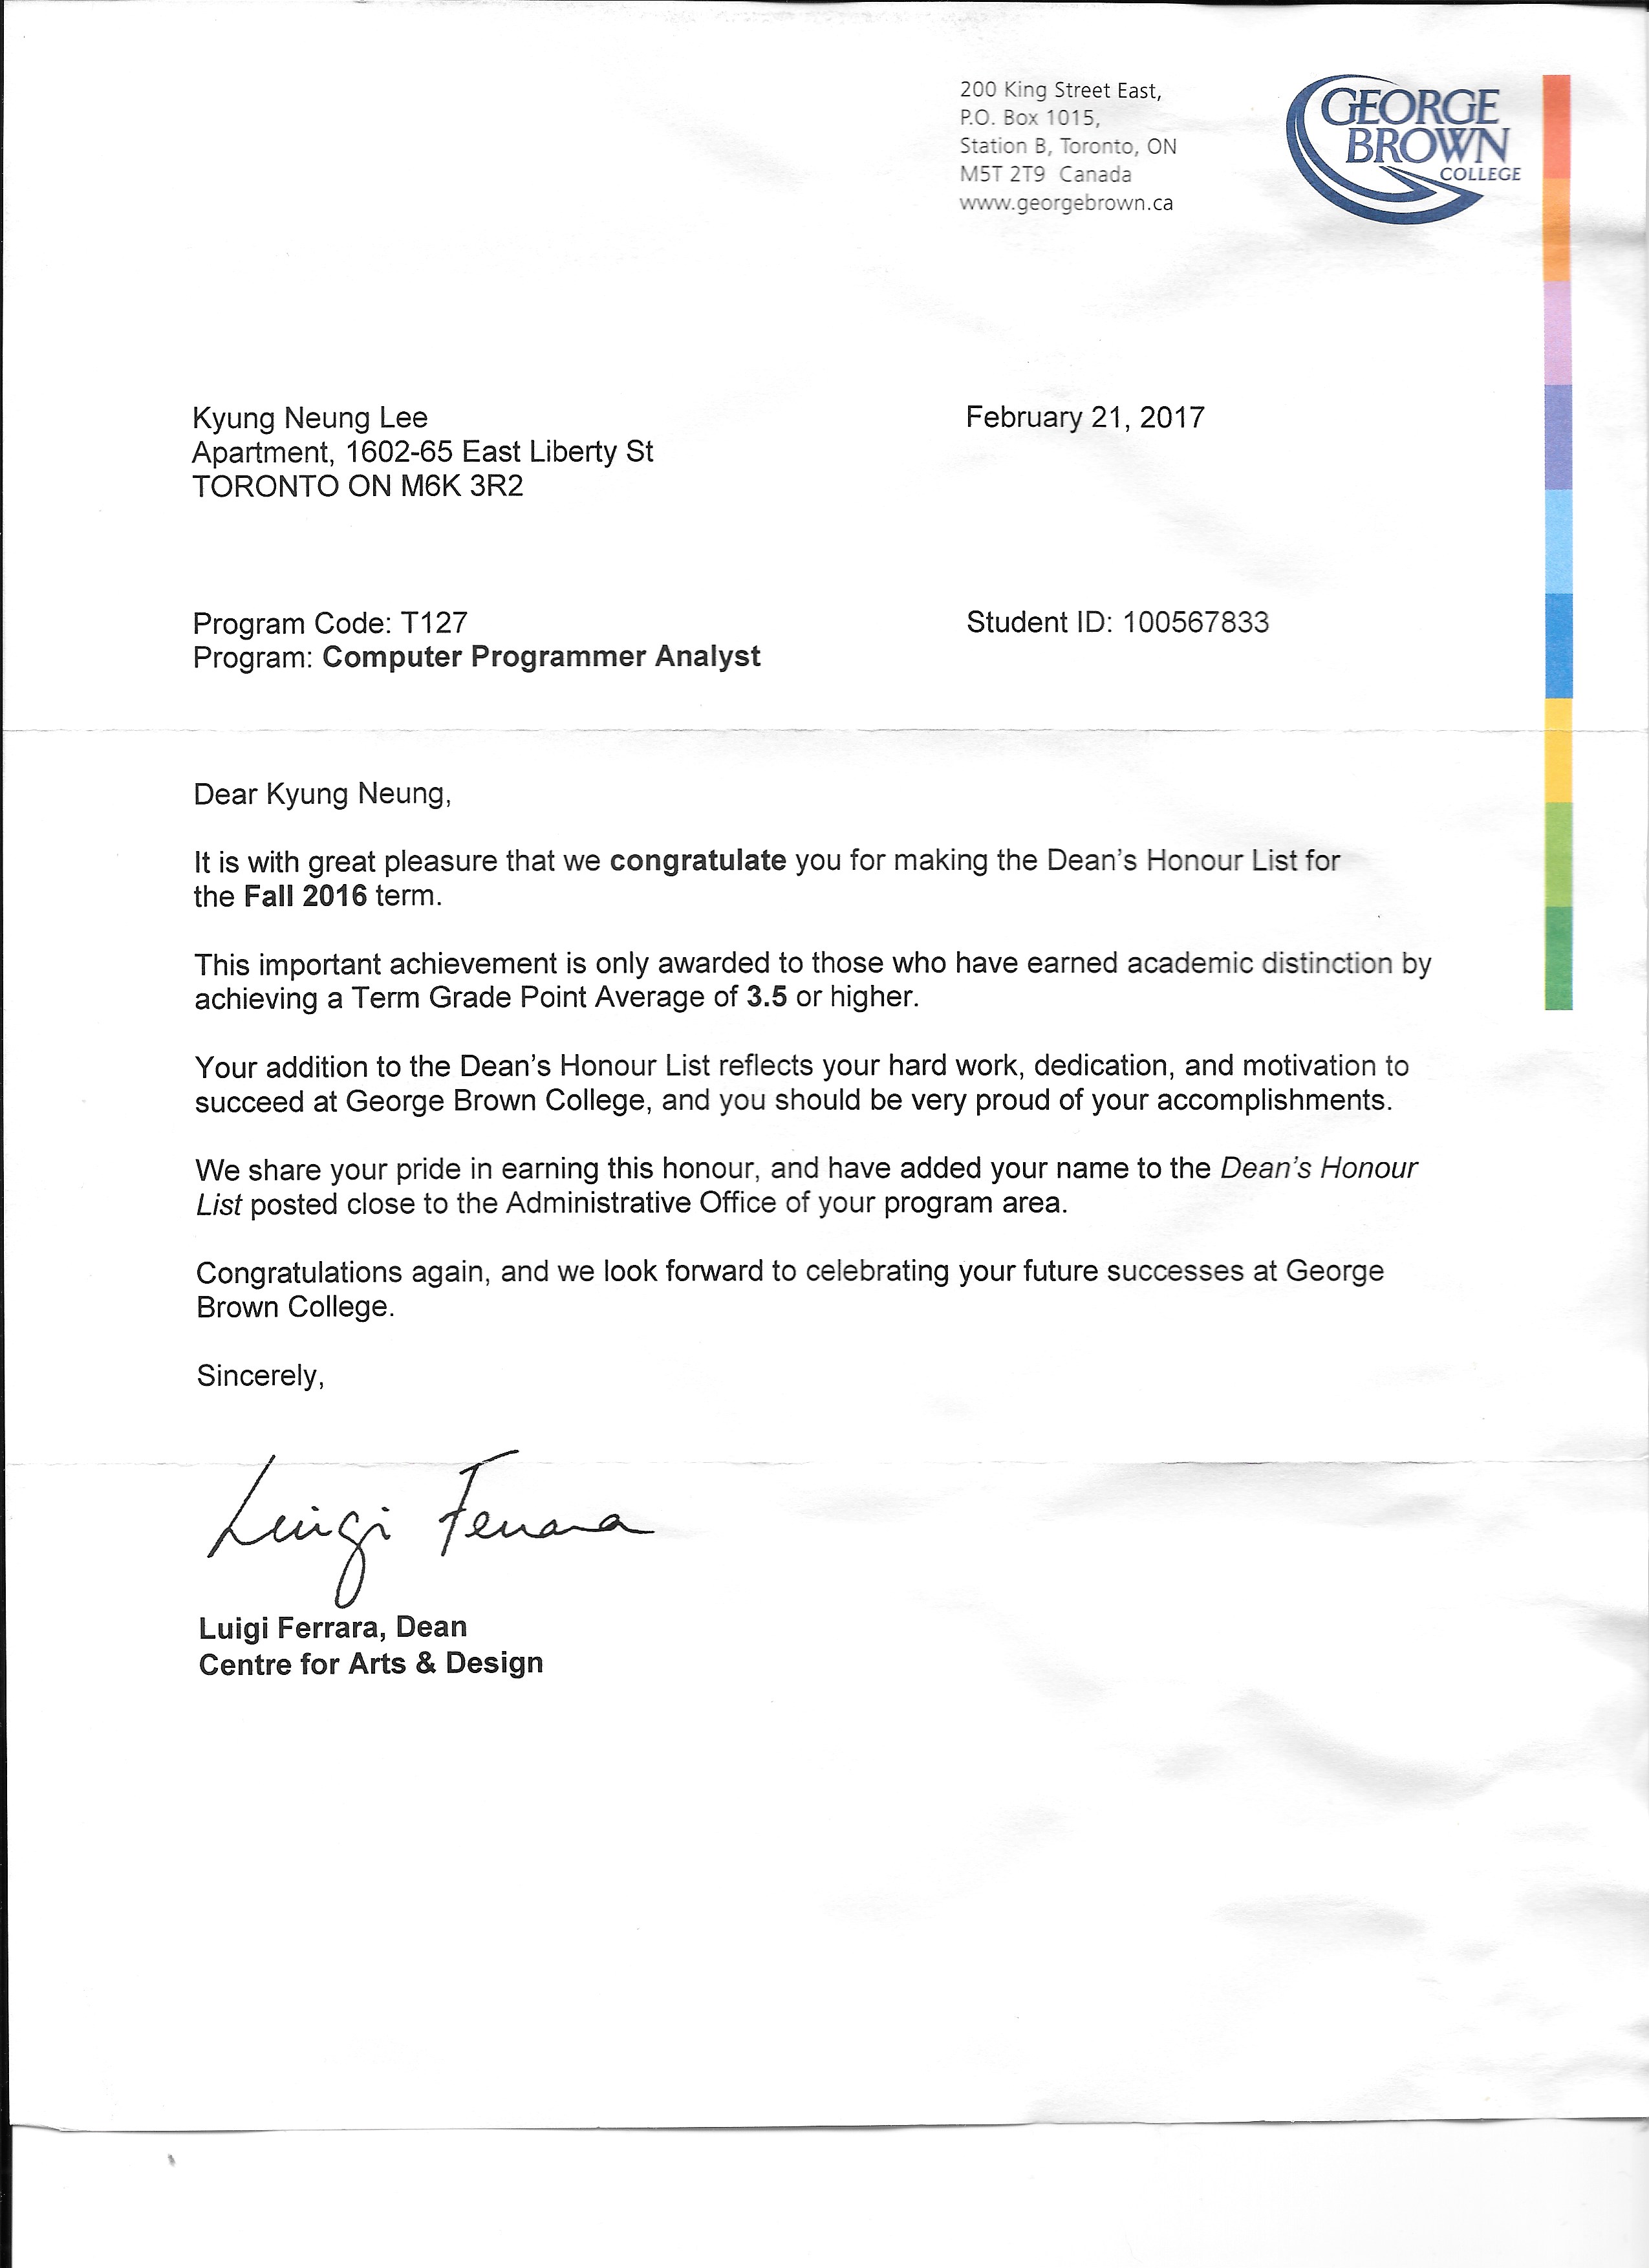 200 King Street East,
P.O. Box 1015,
Station B, Toronto, ON
M5T 2T9 Canada
www.georgebrown.ca
GEORGE
BROWN
COLLEGE
Kyung Neung Lee
February 21, 2017
Apartment, 1602-65 East Liberty St
TORONTO ON M6K 3R2
Program Code: T127
Student ID: 100567833
Program: Computer Programmer Analyst
Dear Kyung Neung,
It is with great pleasure that we congratulate you for making the Dean's Honour List for
the Fall 2016 term.
This important achievement is only awarded to those who have earned academic distinction by
achieving a Term Grade Point Average of 3.5 or higher.
Your addition to the Dean's Honour List reflects your hard work, dedication, and motivation to
succeed at George Brown College, and you should be very proud of your accomplishments.
We share your pride in earning this honour, and have added your name to the Dean's Honour
List posted close to the Administrative Office of your program area.
Congratulations again, and we look forward to celebrating your future successes at George
Brown College.
Sincerely,
Luigi Ferrara
Luigi Ferrara, Dean
Centre for Arts & Design